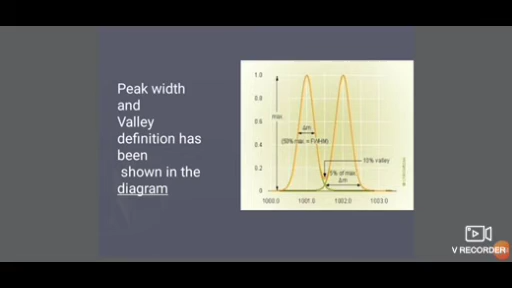 Peak width
and
Valley
definition has
been
shown in the
diagram
1.0
0.8
0.6
0.4
0.2
0
max.
Δm
(50% max. = FWHM)
10% valley
5% of max.
Δm
1000.0 1001.0 1002.0 1003.0
V RECORDER